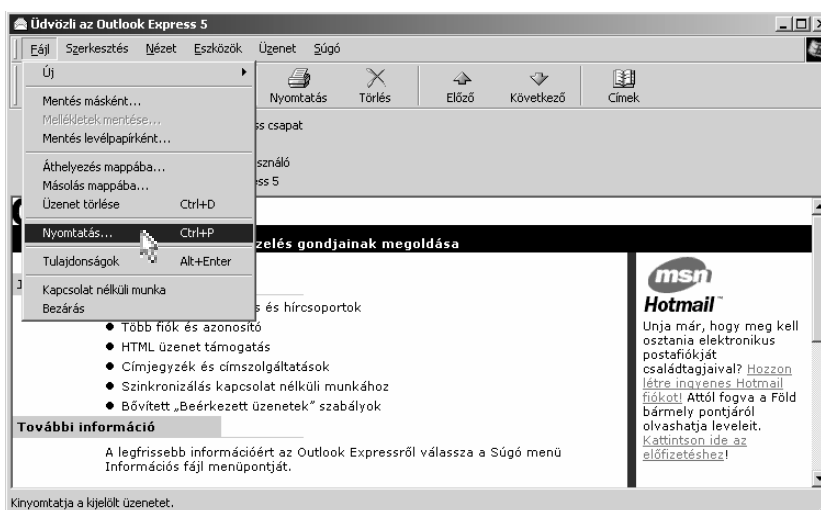 Üdvözli az Outlook Express 5
Fájl Szerkesztés Nézet Eszközök Üzenet Súgó
Nyomtatás Törlés Előző Következő Címek
Új
Mentés másként...
Mellékletek mentése...
Mentés levélpapírként...
Áthelyezés mappába...
Másolás mappába...
Üzenet törlése Ctrl+D
Nyomtatás... Ctrl+P
Tulajdonságok Alt+Enter
Kapcsolat nélküli munka
Bezárás
ss csapat
sználó
ess 5
zelés gondjainak megoldása
s és hírcsoportok
● Több fiók és azonosító
● HTML üzenet támogatás
● Címjegyzék és címszolgáltatások
● Szinkronizálás kapcsolat nélküli munkához
● Bővített „Beérkezett üzenetek” szabályok
További információ
A legfrissebb információért az Outlook Expressről válassza a Súgó menü
Információs fájl menüpontját.
msn
Hotmail™
Unja már, hogy meg kell
osztania elektronikus
postafiókját
családtagjaival? Hozzon
létre ingyenes Hotmail
fiókot! Attól fogva a Föld
bármely pontjáról
olvashatja leveleit.
Kattintson ide az
előfizetéshez!
Kinyomtatja a kijelölt üzenetet.